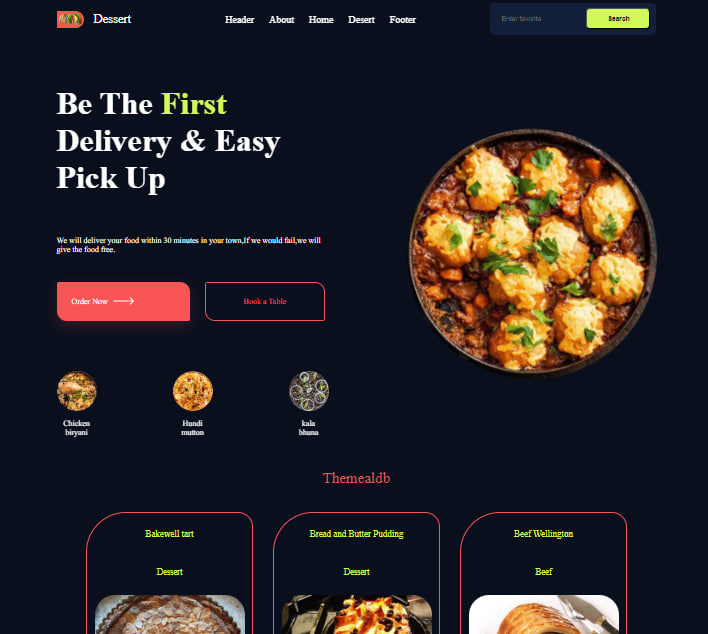 Dessert
Header About Home Desert Footer
Enter favorite
Search
Be The First
Delivery & Easy
Pick Up
We will deliver your food within 30 minutes in your town,If we would fail,we will
give the food free.
Order Now
Book a Table
Chicken
biryani
Hundi
mutton
kala
bhuna
Themealdb
Bakewell tart
Dessert
Bread and Butter Pudding
Dessert
Beef Wellington
Beef